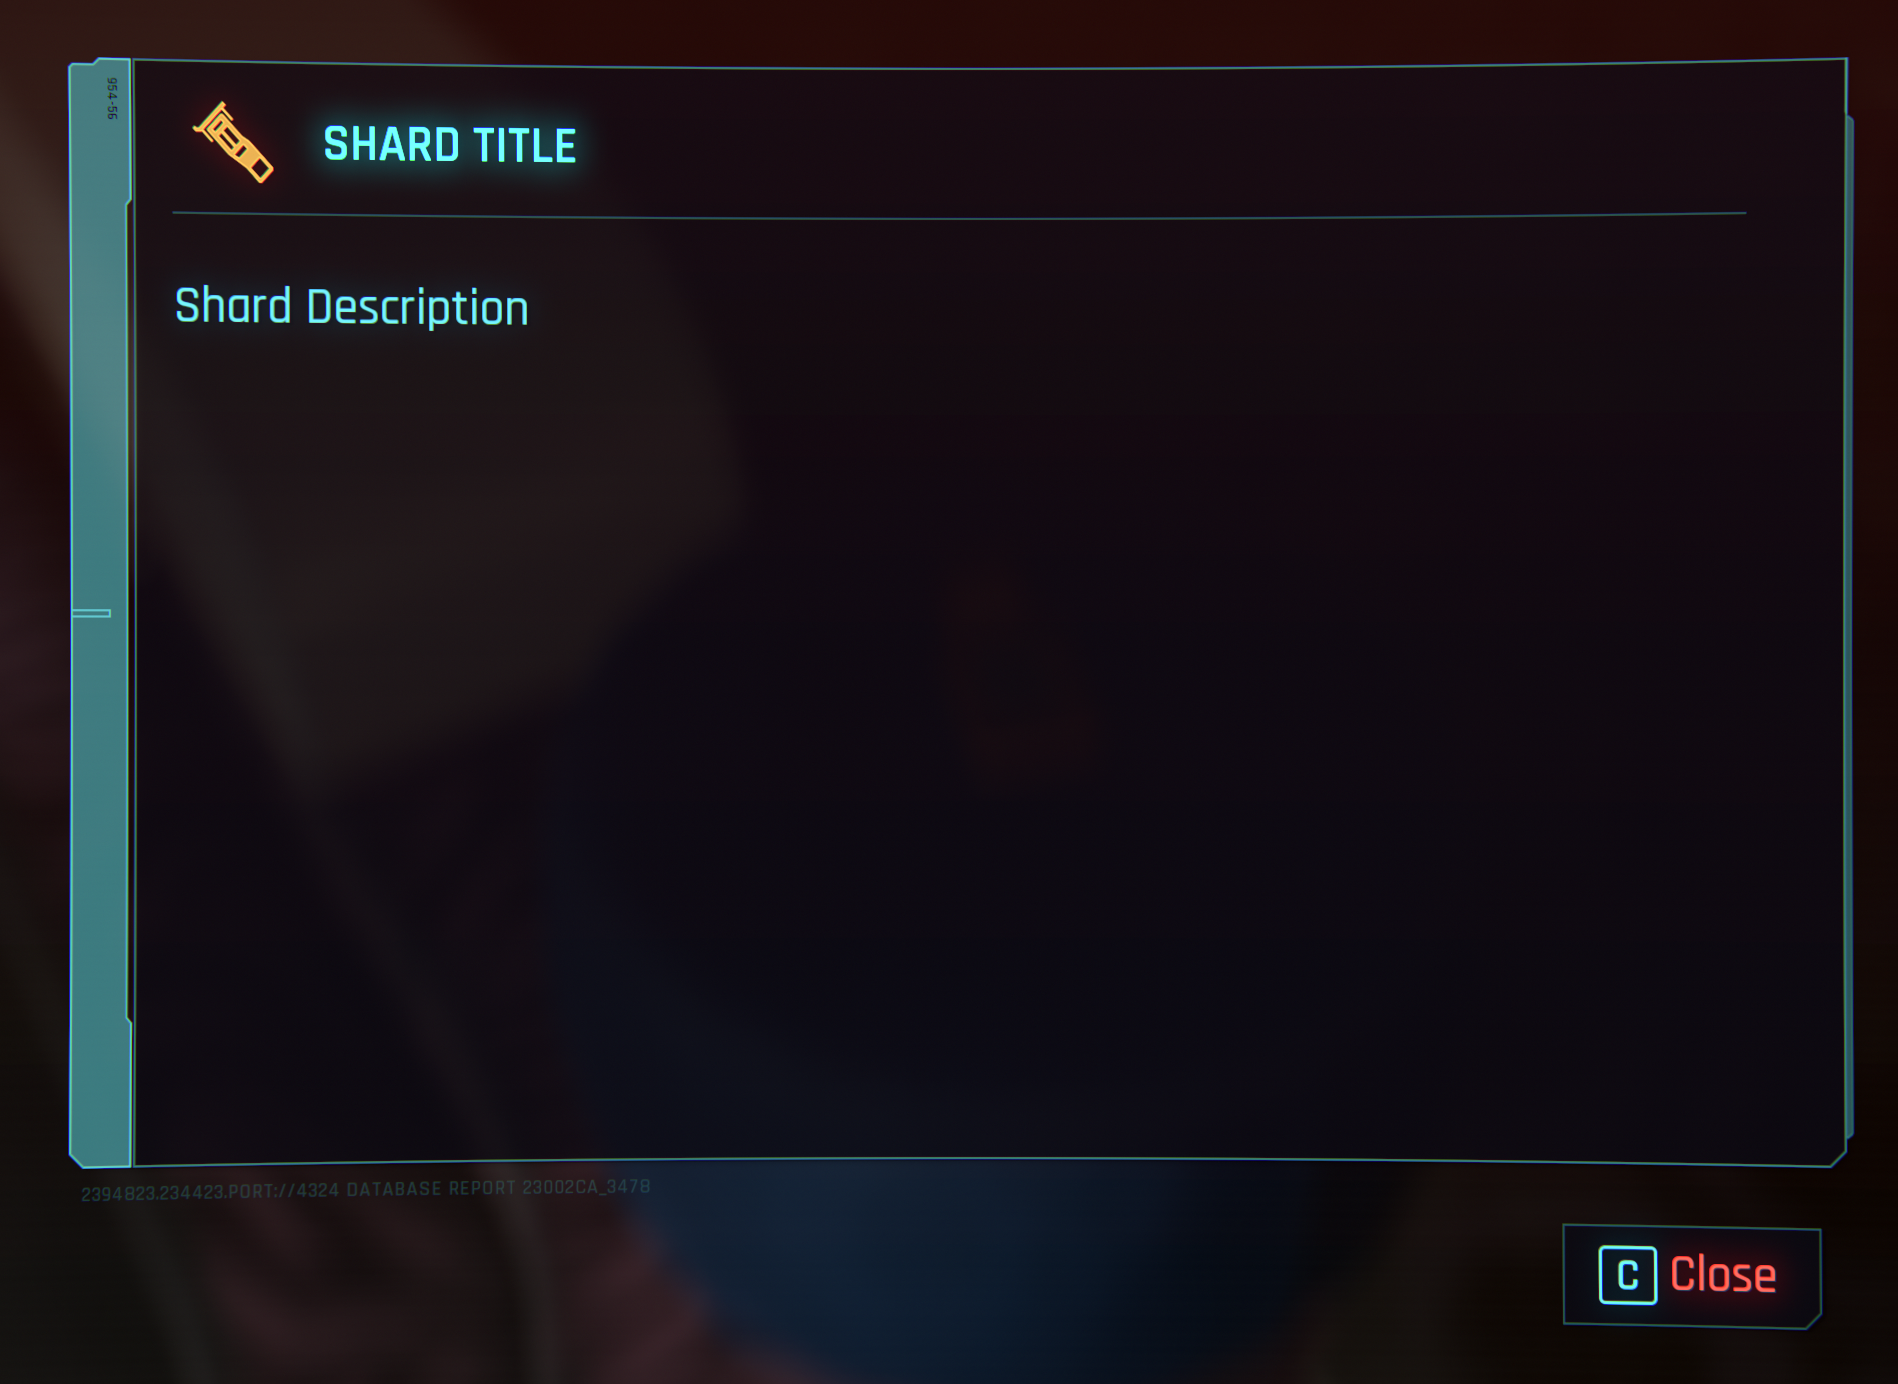 954-56
SHARD TITLE
Shard Description
2394823.234423.PORT://4324 DATABASE REPORT 23002CA_3478
C Close